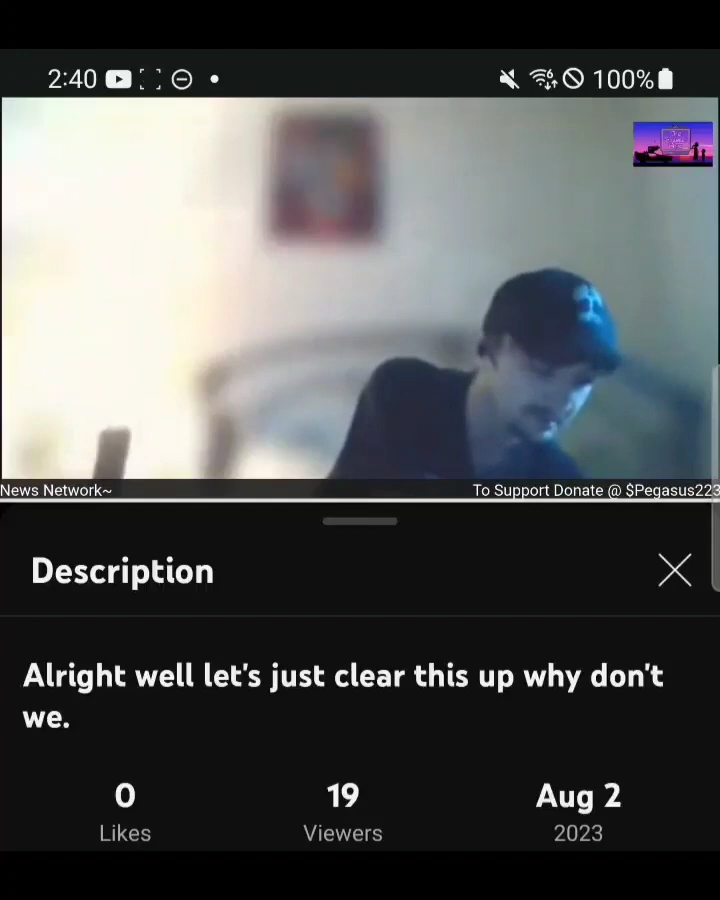 2:40
100%
News Network~
To Support Donate @ $Pegasus223
Description
Alright well let's just clear this up why don't
we.
0
19
Aug 2
Likes
Viewers
2023